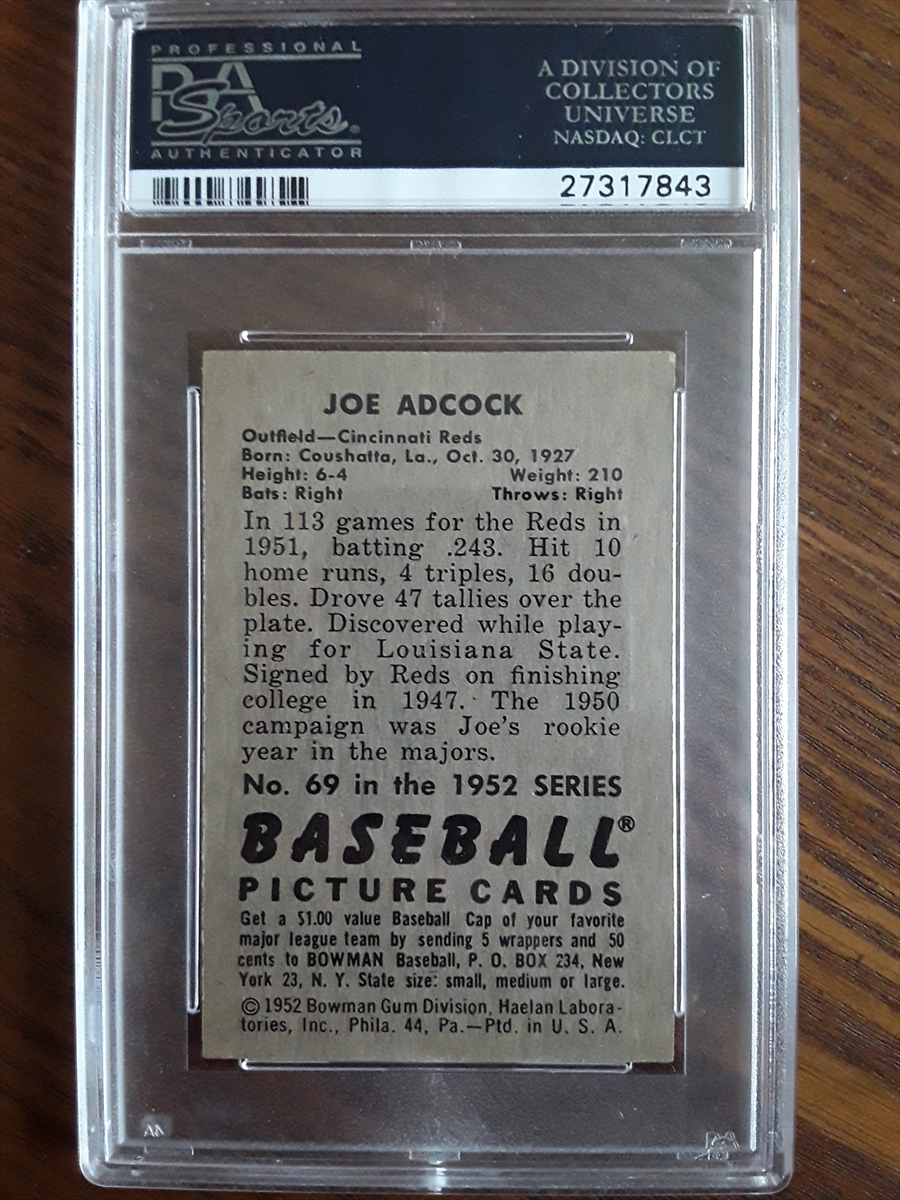 PROFESSIONAL
PSA
Sports®
AUTHENTICATOR
A DIVISION OF
COLLECTORS
UNIVERSE
NASDAQ: CLCT
27317843
JOE ADCOCK
Outfield—Cincinnati Reds
Born: Coushatta, La., Oct. 30, 1927
Height: 6-4 Weight: 210
Bats: Right Throws: Right
In 113 games for the Reds in
1951, batting .243. Hit 10
home runs, 4 triples, 16 dou-
bles. Drove 47 tallies over the
plate. Discovered while play-
ing for Louisiana State.
Signed by Reds on finishing
college in 1947. The 1950
campaign was Joe's rookie
year in the majors.
No. 69 in the 1952 SERIES
BASEBALL®
PICTURE CARDS
Get a $1.00 value Baseball Cap of your favorite
major league team by sending 5 wrappers and 50
cents to BOWMAN Baseball, P. O. BOX 234, New
York 23, N. Y. State size: small, medium or large.
© 1952 Bowman Gum Division, Haelan Labora-
tories, Inc., Phila. 44, Pa.—Ptd. in U. S. A.